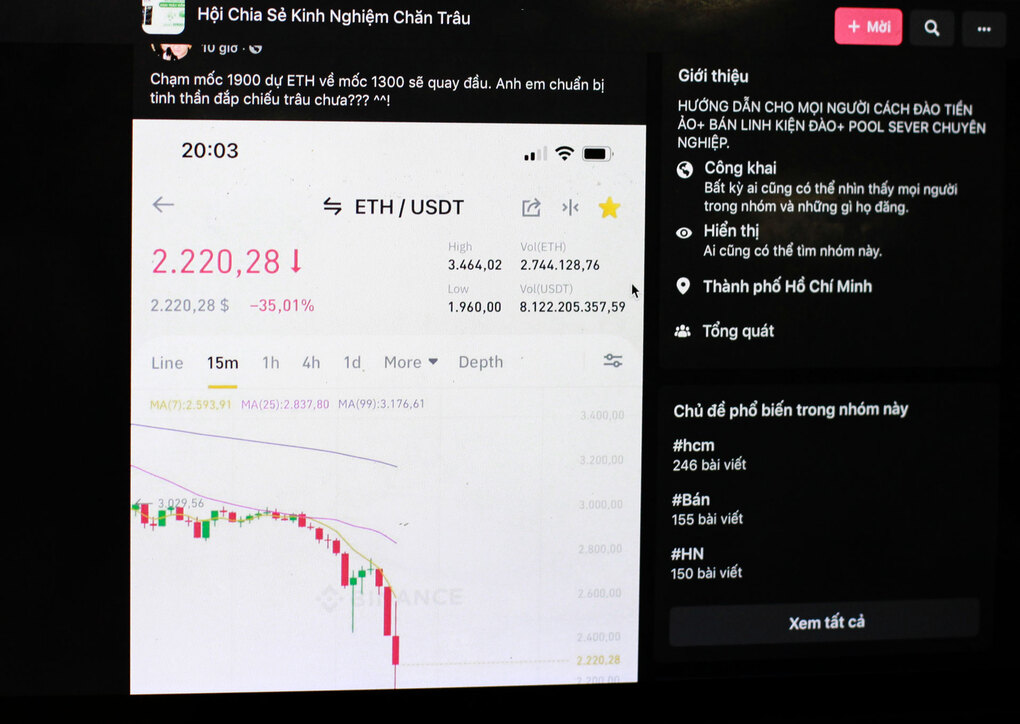 Hội Chia Sẻ Kinh Nghiệm Chăn Trâu
+ Mời
10 giờ ·
Chạm mốc 1900 dự ETH về mốc 1300 sẽ quay đầu. Anh em chuẩn bị
tinh thần đắp chiếu trâu chưa??? ^^!
20:03
ETH / USDT
2.220,28
2.220,28 $ -35,01%
High
3.464,02
Vol(ETH)
2.744.128,76
Low
1.960,00
Vol(USDT)
8.122.205.357,59
Line 15m 1h 4h 1d More Depth
MA(7):2.593,91 MA(25):2.837,80 MA(99):3.176,61
3.400,00
3.200,00
3.029,56
3.000,00
2.800,00
2.600,00
BINANCE
2.400,00
2.220,28
2.200,00
Giới thiệu
HƯỚNG DẪN CHO MỌI NGƯỜI CÁCH ĐÀO TIỀN
ẢO+ BÁN LINH KIỆN ĐÀO+ POOL SEVER CHUYÊN
NGHIỆP.
Công khai
Bất kỳ ai cũng có thể nhìn thấy mọi người
trong nhóm và những gì họ đăng.
Hiển thị
Ai cũng có thể tìm nhóm này.
Thành phố Hồ Chí Minh
Tổng quát
Chủ đề phổ biến trong nhóm này
#hcm
246 bài viết
#Bán
155 bài viết
#HN
150 bài viết
Xem tất cả